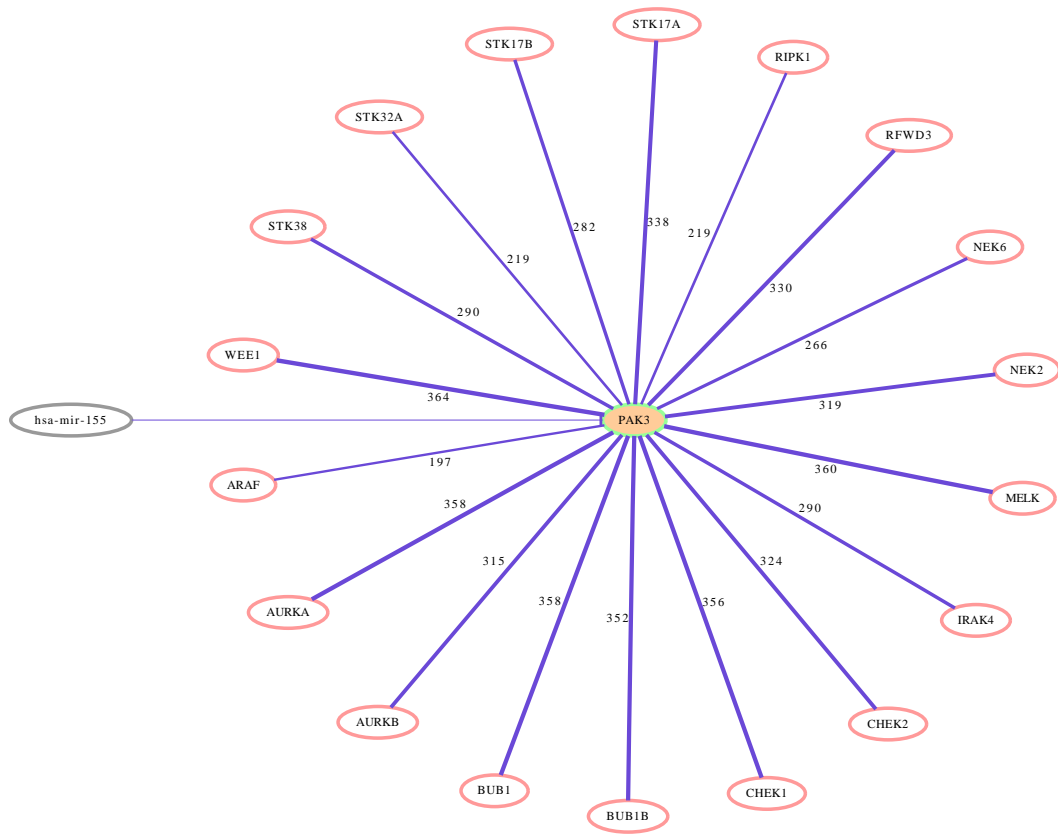 STK17A
STK17B
RIPK1
STK32A
RFWD3
STK38
282
338
219
NEK6
219
330
290
266
WEE1
NEK2
364
319
hsa-mir-155
PAK3
197
360
ARAF
358
290
MELK
315
324
358
352
356
AURKA
IRAK4
AURKB
CHEK2
BUB1
CHEK1
BUB1B